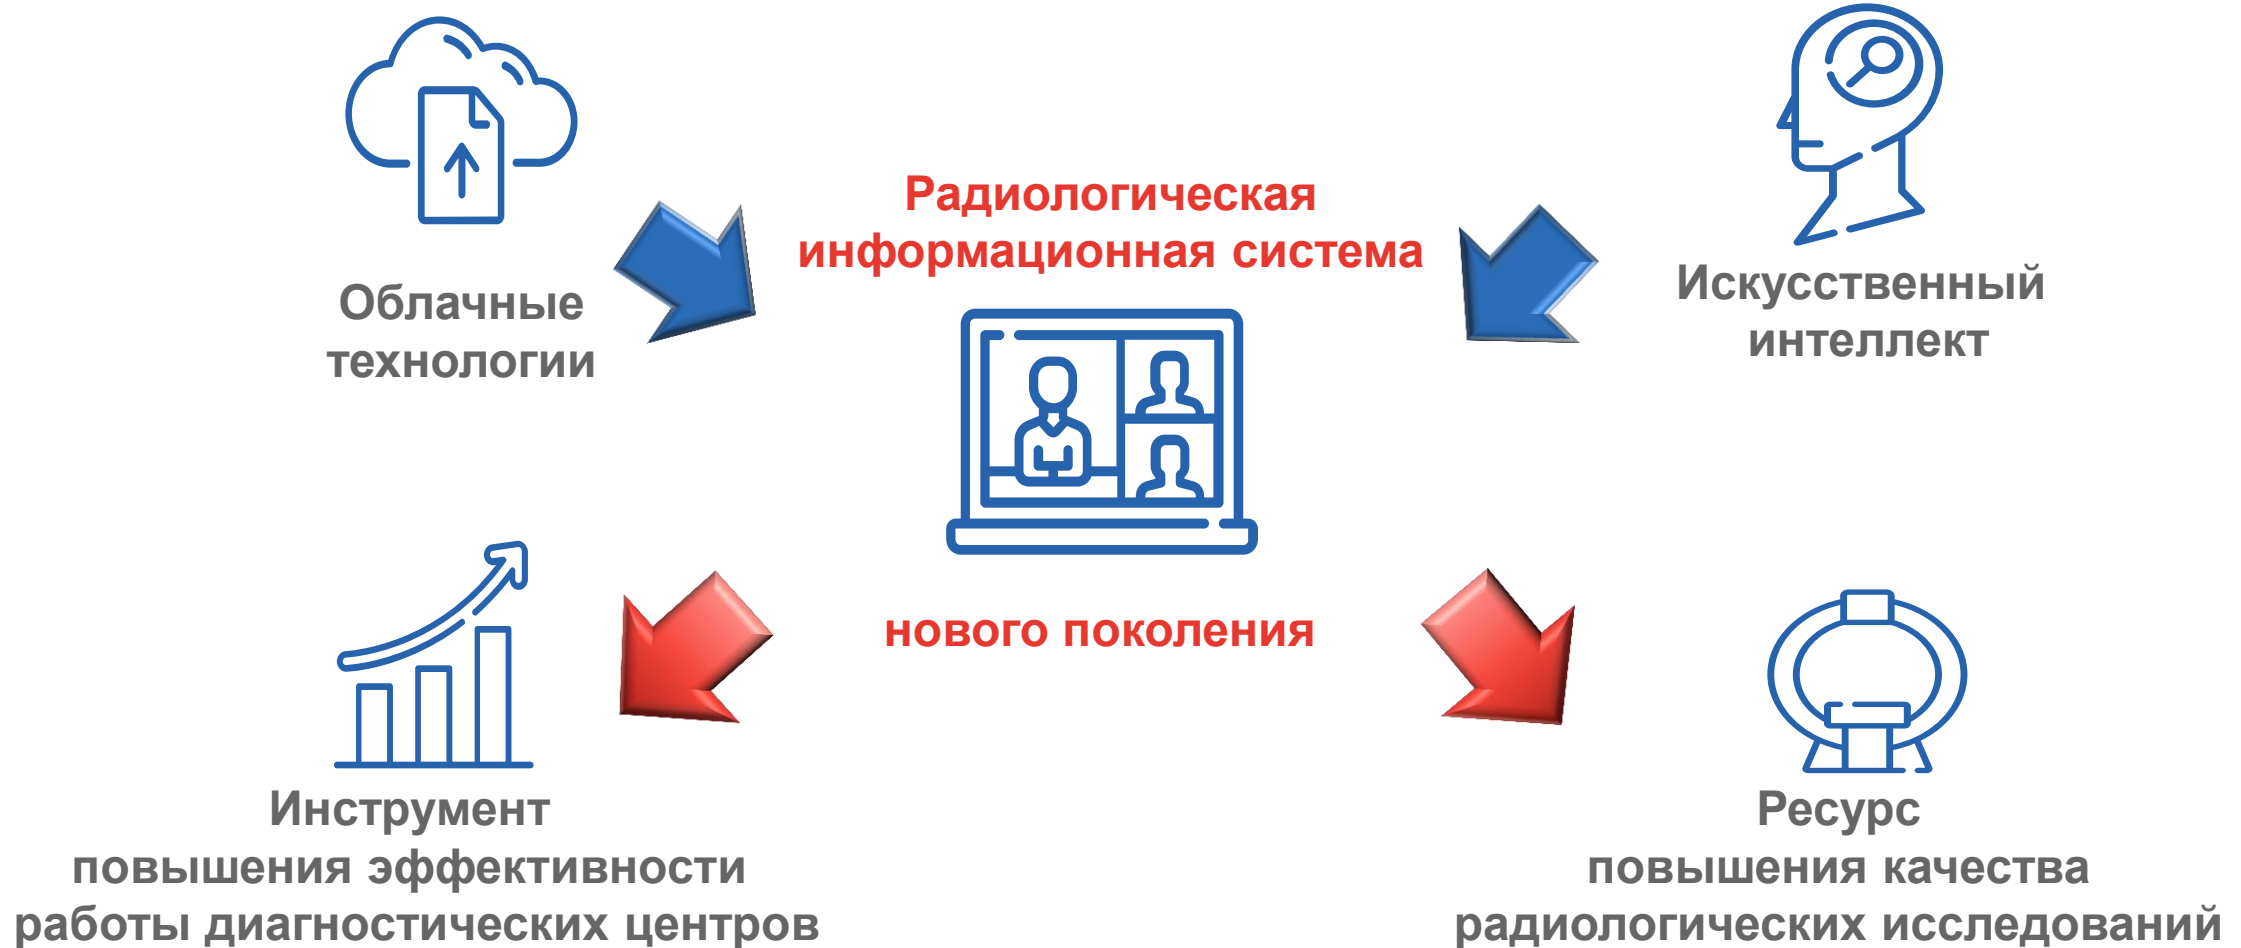 Облачные
технологии
Радиологическая
информационная система
нового поколения
Искусственный
интеллект
Инструмент
повышения эффективности
работы диагностических центров
Ресурс
повышения качества
радиологических исследований